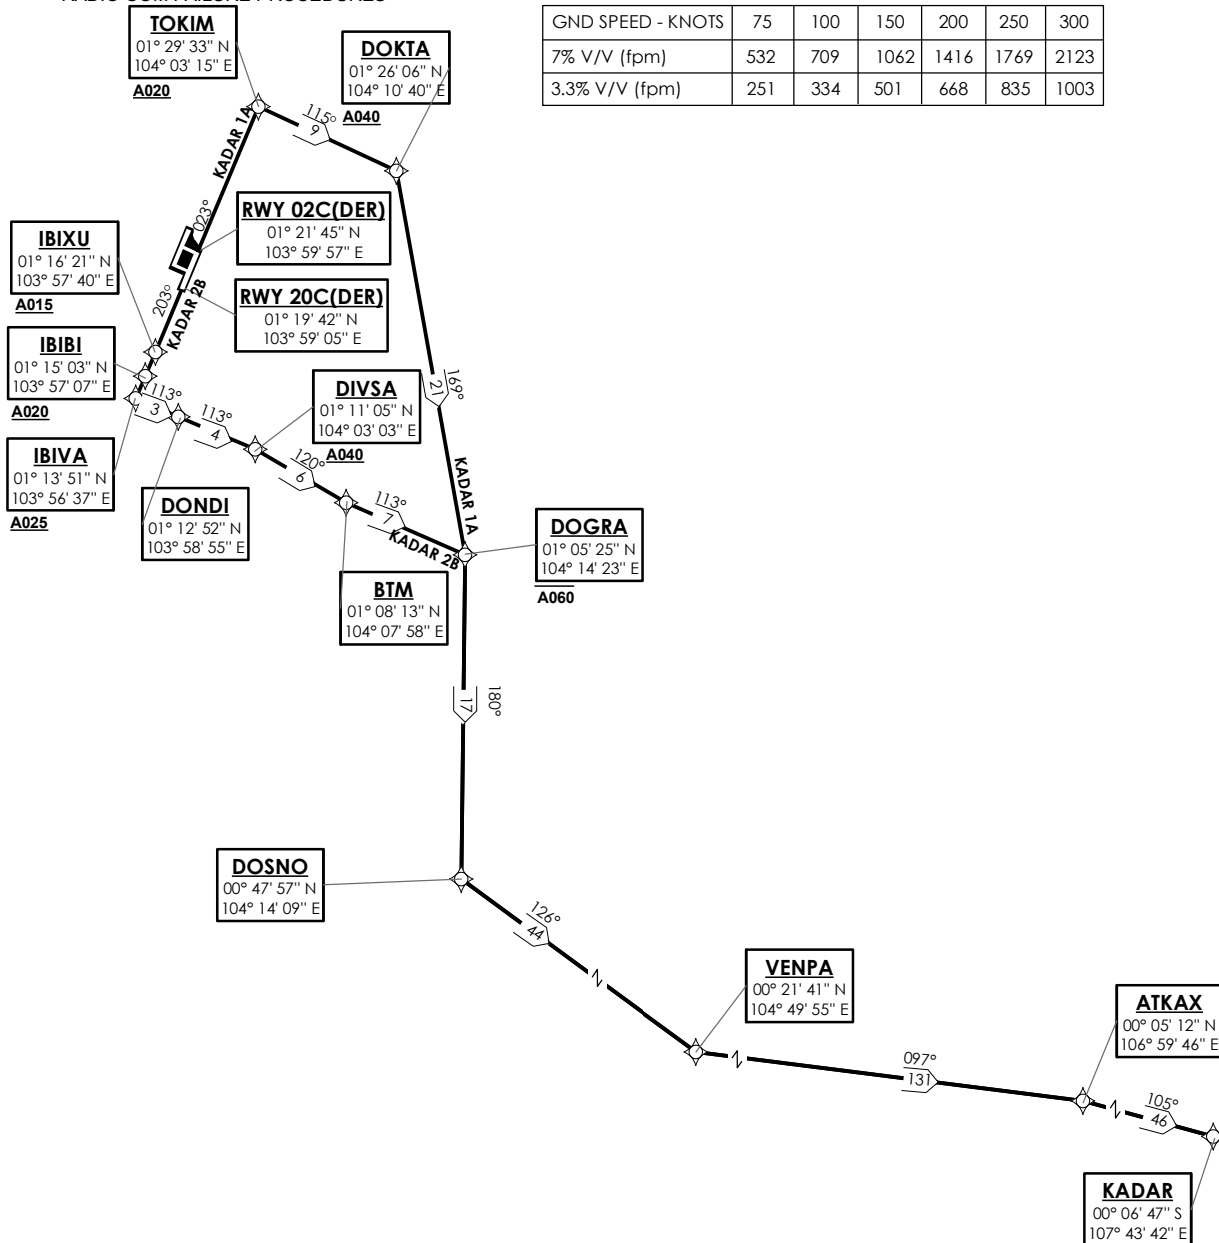 TOKIM
01° 29' 33" N
104° 03' 15" E
A020
DOKTA
01° 26' 06" N
104° 10' 40" E
A040
GND SPEED - KNOTS 75 100 150 200 250 300
7% V/V (fpm) 532 709 1062 1416 1769 2123
3.3% V/V (fpm) 251 334 501 668 835 1003
115°
9
KADAR 1A
023°
RWY 02C(DER)
01° 21' 45" N
103° 59' 57" E
IBIXU
01° 16' 21" N
103° 57' 40" E
A015
203°
KADAR 2B
RWY 20C(DER)
01° 19' 42" N
103° 59' 05" E
IBIBI
01° 15' 03" N
103° 57' 07" E
A020
113°
3
113°
4
DIVSA
01° 11' 05" N
104° 03' 03" E
A040
169°
21
IBIVA
01° 13' 51" N
103° 56' 37" E
A025
120°
6
KADAR 1A
DONDI
01° 12' 52" N
103° 58' 55" E
113°
7
KADAR 2B
DOGRA
01° 05' 25" N
104° 14' 23" E
A060
BTM
01° 08' 13" N
104° 07' 58" E
180°
17
DOSNO
00° 47' 57" N
104° 14' 09" E
126°
44
VENPA
00° 21' 41" N
104° 49' 55" E
ATKAX
00° 05' 12" N
106° 59' 46" E
097°
131
105°
46
KADAR
00° 06' 47" S
107° 43' 42" E